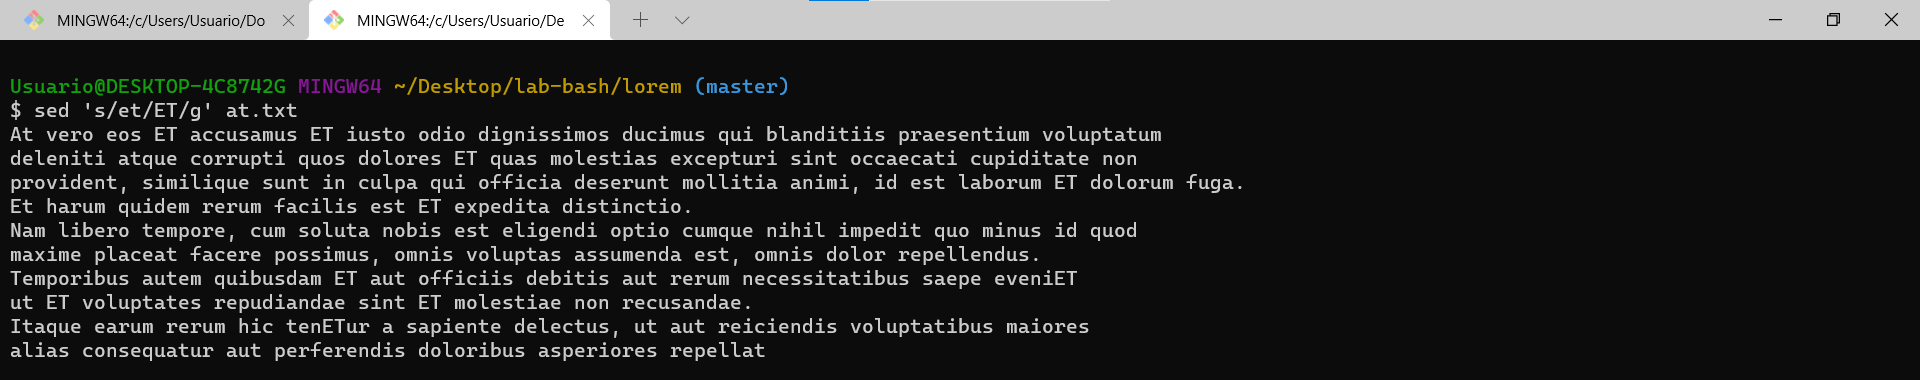 MINGW64:/c/Users/Usuario/Do
MINGW64:/c/Users/Usuario/De
Usuario@DESKTOP-4C8742G MINGW64 ~/Desktop/lab-bash/lorem (master)
$ sed 's/et/ET/g' at.txt
At vero eos ET accusamus ET iusto odio dignissimos ducimus qui blanditiis praesentium voluptatum
deleniti atque corrupti quos dolores ET quas molestias excepturi sint occaecati cupiditate non
provident, similique sunt in culpa qui officia deserunt mollitia animi, id est laborum ET dolorum fuga.
Et harum quidem rerum facilis est ET expedita distinctio.
Nam libero tempore, cum soluta nobis est eligendi optio cumque nihil impedit quo minus id quod
maxime placeat facere possimus, omnis voluptas assumenda est, omnis dolor repellendus.
Temporibus autem quibusdam ET aut officiis debitis aut rerum necessitatibus saepe eveniET
ut ET voluptates repudiandae sint ET molestiae non recusandae.
Itaque earum rerum hic tenETur a sapiente delectus, ut aut reiciendis voluptatibus maiores
alias consequatur aut perferendis doloribus asperiores repellat